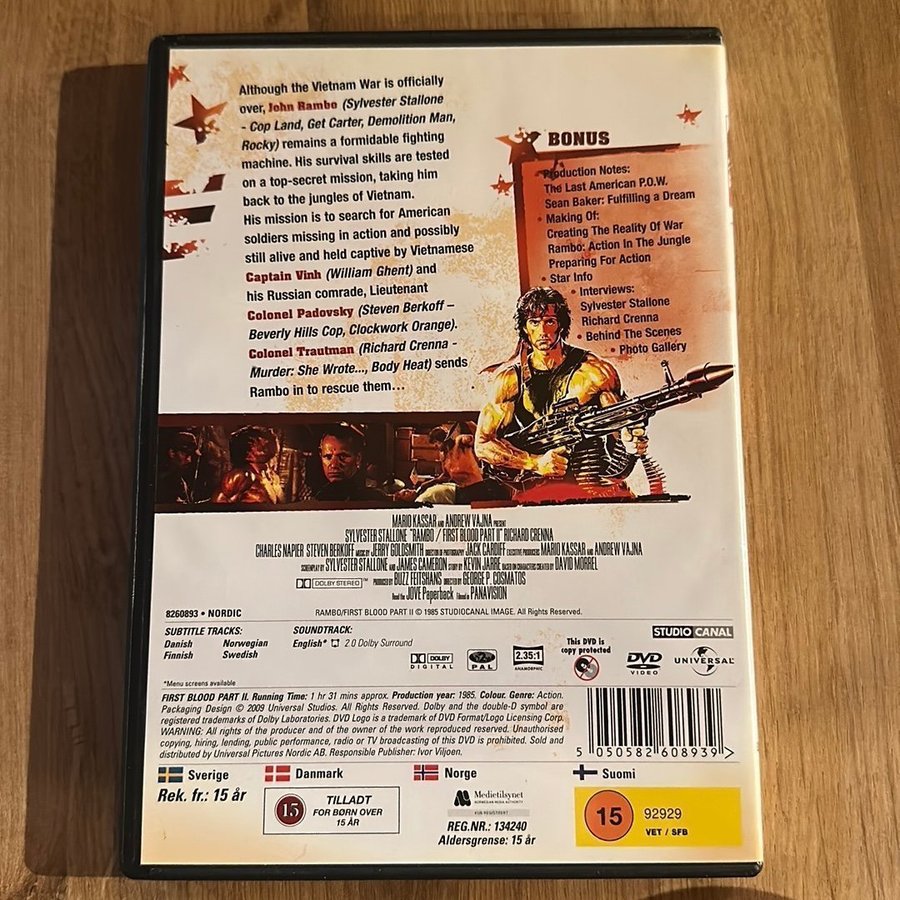 Although the Vietnam War is officially
over, John Rambo (Sylvester Stallone
- Cop Land, Get Carter, Demolition Man,
Rocky) remains a formidable fighting
machine. His survival skills are tested
on a top-secret mission, taking him
back to the jungles of Vietnam.
His mission is to search for American
soldiers missing in action and possibly
still alive and held captive by Vietnamese
Captain Vinh (William Ghent) and
his Russian comrade, Lieutenant
Colonel Padovsky (Steven Berkoff –
Beverly Hills Cop, Clockwork Orange).
Colonel Trautman (Richard Crenna -
Murder: She Wrote..., Body Heat) sends
Rambo in to rescue them...
BONUS
Production Notes:
The Last American P.O.W.
Sean Baker: Fulfilling a Dream
• Making Of:
Creating The Reality Of War
Rambo: Action In The Jungle
Preparing For Action
• Star Info
• Interviews:
Sylvester Stallone
Richard Crenna
• Behind The Scenes
• Photo Gallery
MARIO KASSAR AND ANDREW VAJNA PRESENT
SYLVESTER STALLONE "RAMBO / FIRST BLOOD PART II" RICHARD CRENNA
CHARLES NAPIER STEVEN BERKOFF MUSIC BY JERRY GOLDSMITH DIRECTOR OF PHOTOGRAPHY JACK CARDIFF EXECUTIVE PRODUCERS MARIO KASSAR AND ANDREW VAJNA
SCREENPLAY BY SYLVESTER STALLONE AND JAMES CAMERON STORY BY KEVIN JARRE BASED ON CHARACTERS CREATED BY DAVID MORREL
DOLBY STEREO TM PRODUCED BY BUZZ FEITSHANS DIRECTED BY GEORGE P. COSMATOS
Read the JOVE Paperback Filmed in PANAVISION
8260893 • NORDIC
RAMBO/FIRST BLOOD PART II © 1985 STUDIOCANAL IMAGE. All Rights Reserved.
SUBTITLE TRACKS:
Danish Norwegian
Finnish Swedish
SOUNDTRACK:
English* 2.0 Dolby Surround
*Menu screens available
DOLBY DIGITAL
PAL
2.35:1
ANAMORPHIC
This DVD is
copy protected
DVD VIDEO
STUDIO CANAL
UNIVERSAL
FIRST BLOOD PART II. Running Time: 1 hr 31 mins approx. Production year: 1985. Colour. Genre: Action.
Packaging Design © 2009 Universal Studios. All Rights Reserved. Dolby and the double-D symbol are
registered trademarks of Dolby Laboratories. DVD Logo is a trademark of DVD Format/Logo Licensing Corp.
WARNING: All rights of the producer and of the owner of the work reproduced reserved. Unauthorised
copying, hiring, lending, public performance, radio or TV broadcasting of this DVD is prohibited. Sold and
distributed by Universal Pictures Nordic AB. Responsible Publisher: Ivor Viljoen.
5 050582 608939 >
Sverige
Rek. fr.: 15 år
Danmark
15
TILLADT
FOR BØRN OVER
15 ÅR
Norge
Medietilsynet
NORWEGIAN MEDIA AUTHORITY
REG.NR.: 134240
Aldersgrense: 15 år
Suomi
15
92929
VET / SFB